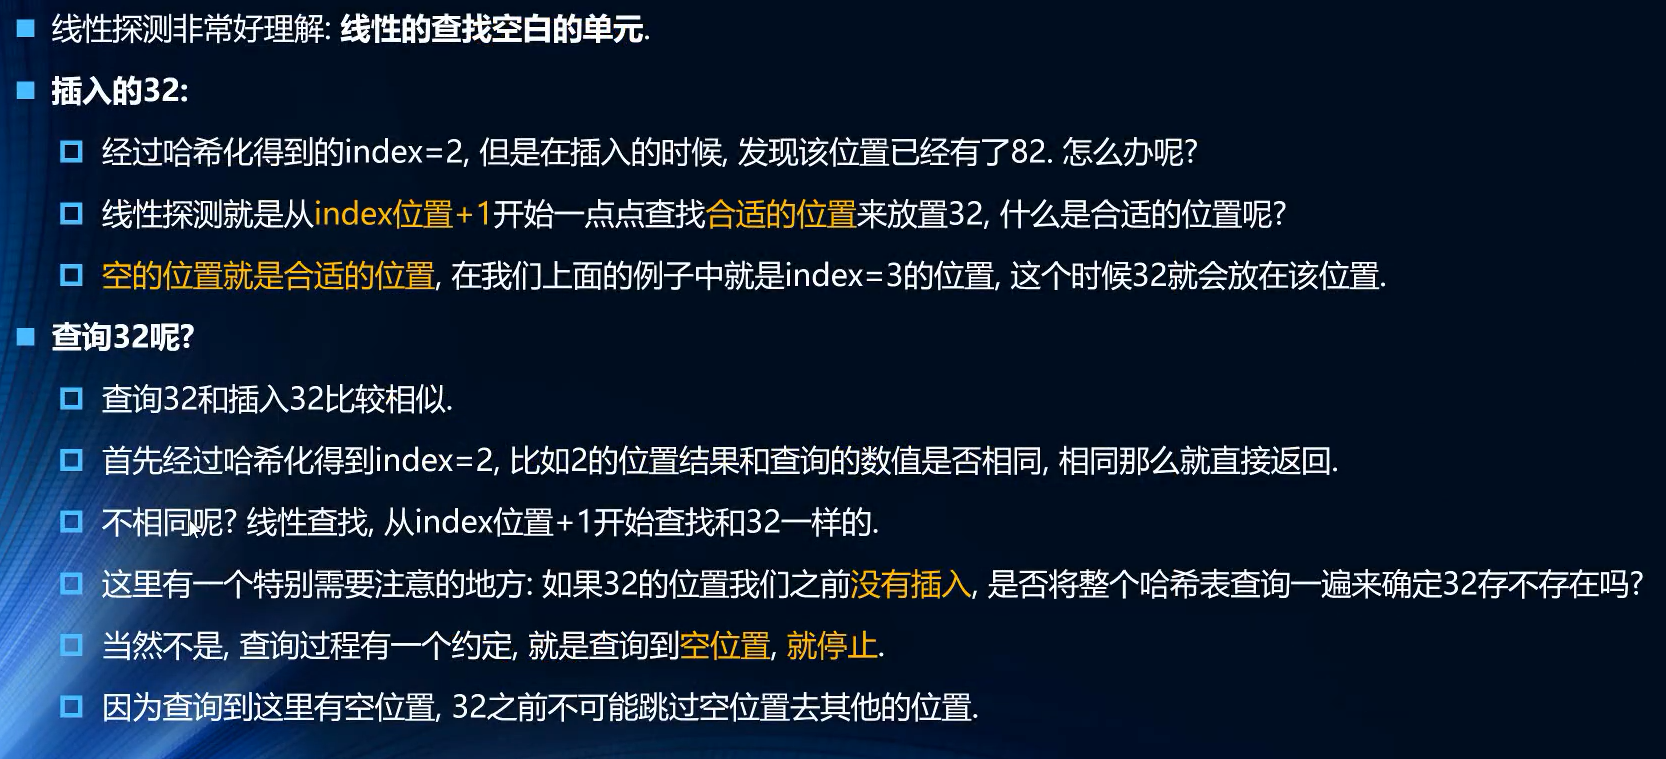 线性探测非常好理解: 线性的查找空白的单元.
插入的32:
经过哈希化得到的index=2, 但是在插入的时候, 发现该位置已经有了82. 怎么办呢?
线性探测就是从index位置+1开始一点点查找合适的位置来放置32, 什么是合适的位置呢?
空的位置就是合适的位置, 在我们上面的例子中就是index=3的位置, 这个时候32就会放在该位置.
查询32呢?
查询32和插入32比较相似.
首先经过哈希化得到index=2, 比如2的位置结果和查询的数值是否相同, 相同那么就直接返回.
不相同呢? 线性查找, 从index位置+1开始查找和32一样的.
这里有一个特别需要注意的地方: 如果32的位置我们之前没有插入, 是否将整个哈希表查询一遍来确定32存不存在吗?
当然不是, 查询过程有一个约定, 就是查询到空位置, 就停止.
因为查询到这里有空位置, 32之前不可能跳过空位置去其他的位置.